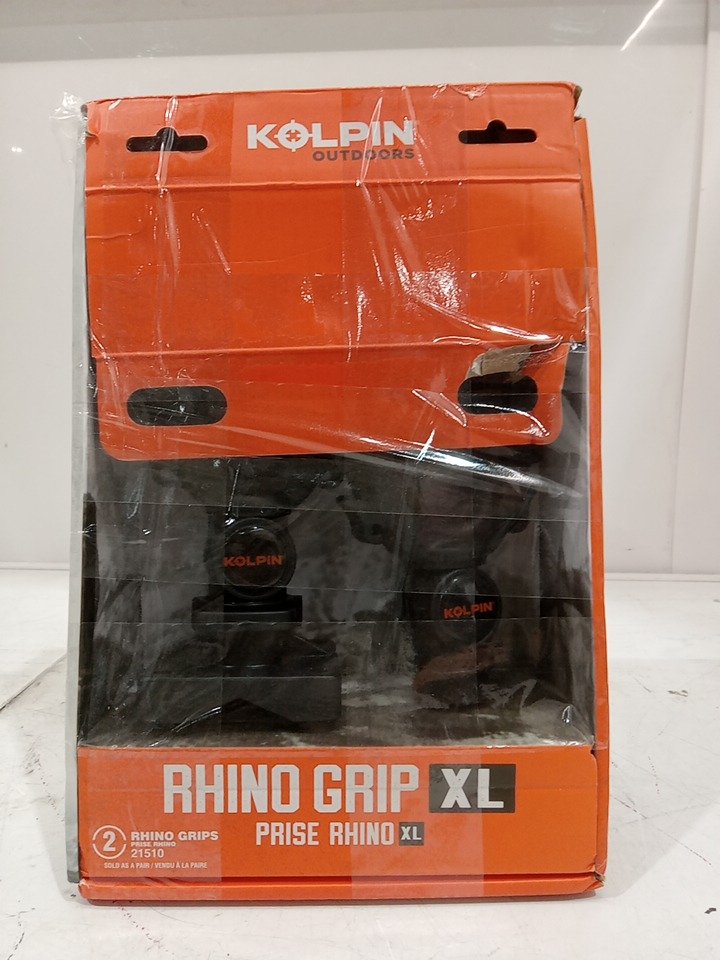 KOLPIN
OUTDOORS
KOLPIN
KOLPIN
RHINO GRIP XL
PRISE RHINO XL
2 RHINO GRIPS
PRISE RHINO
21510
SOLD AS A PAIR / VENDU À LA PAIRE